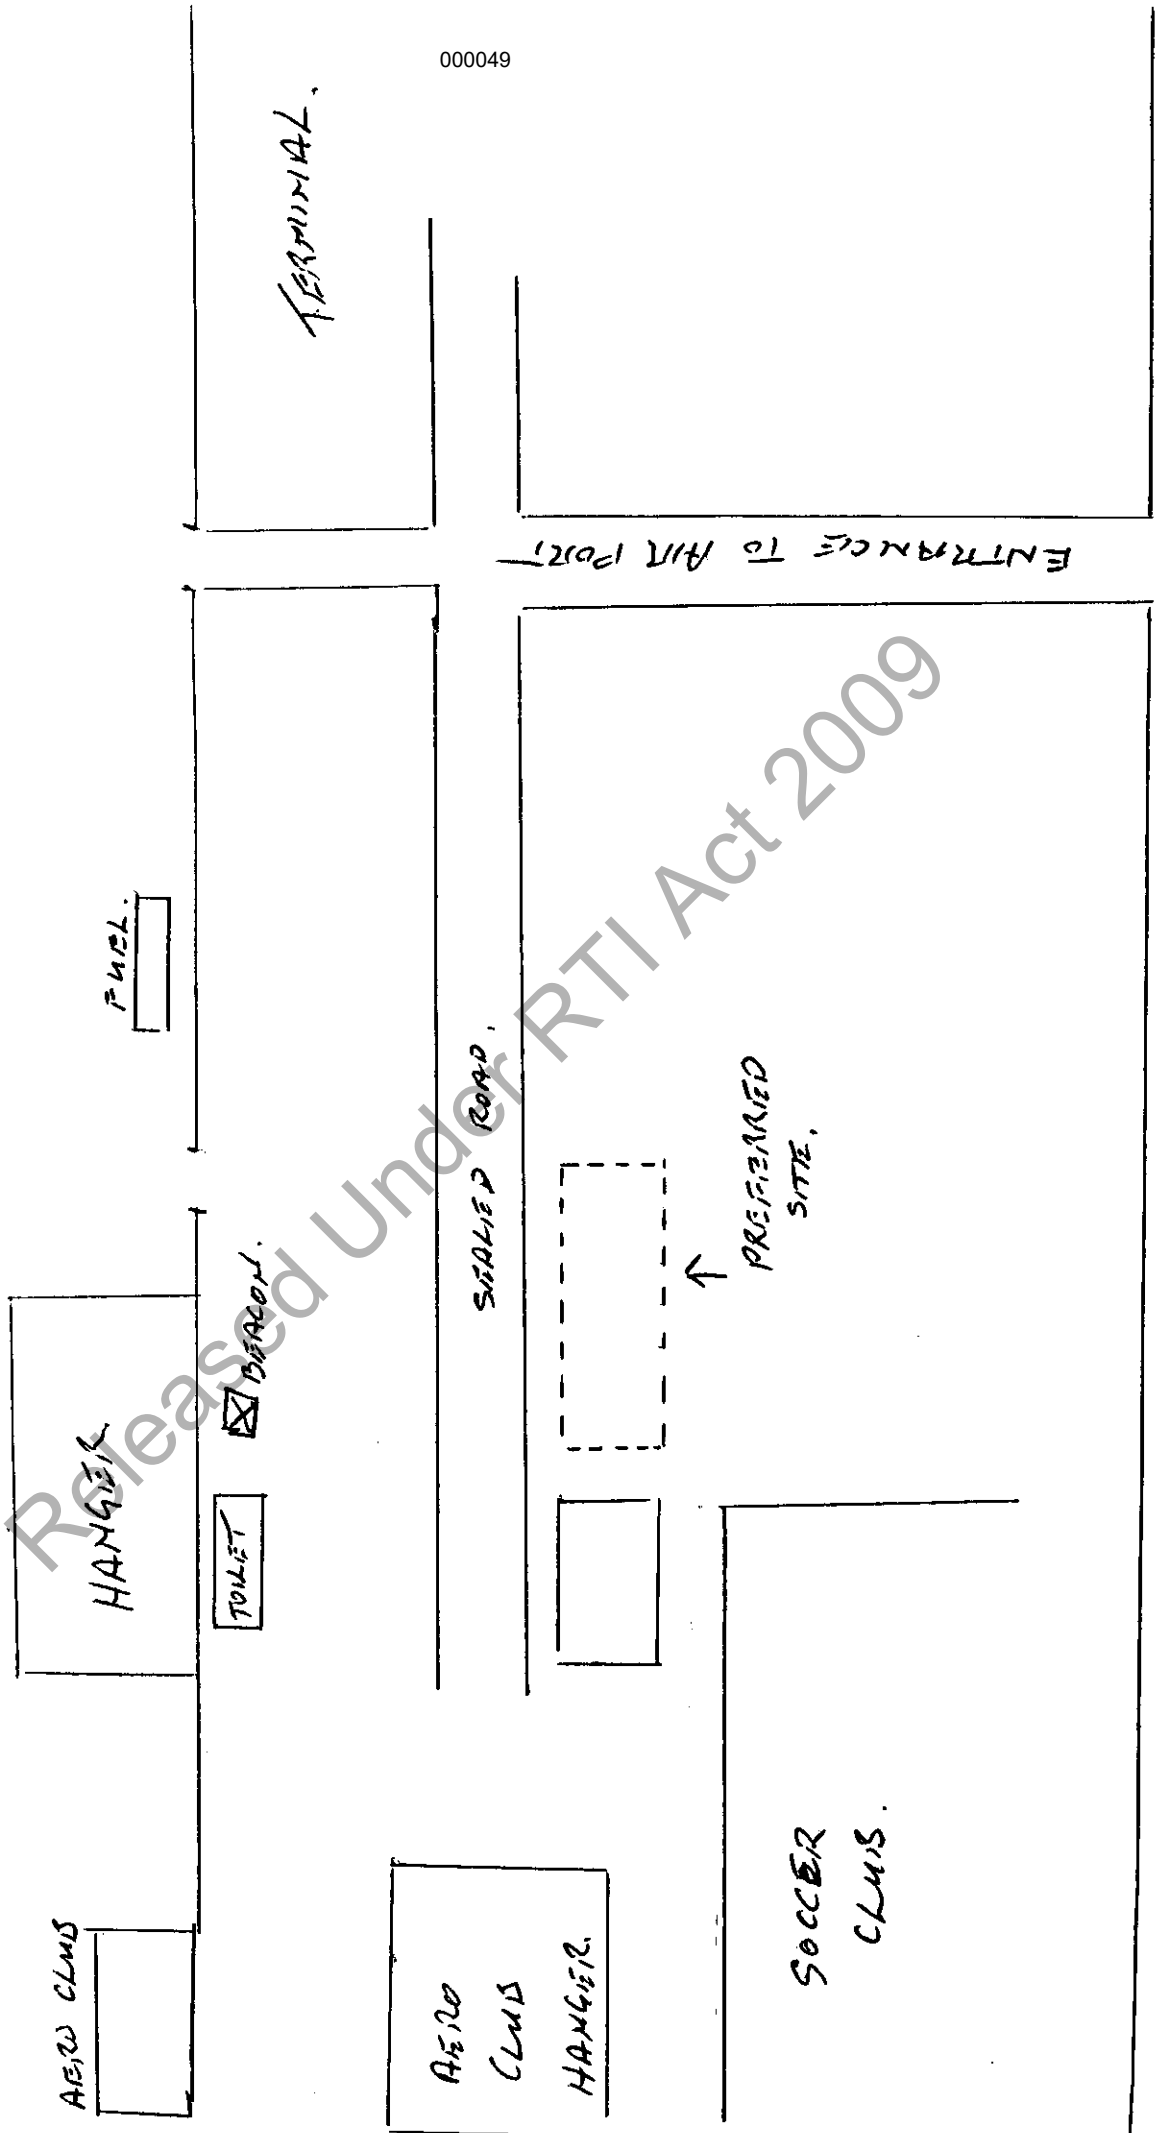 000049
TERMINAL.
ENTRANCE TO AIR PORT
FUEL.
SEALED ROAD.
PREFERRED
SITE.
HANGER
BEACON.
TOILET
AERO CLUB
AERO
CLUB
HANGER.
SOCCER
CLUB.
Released Under RTI Act 2009